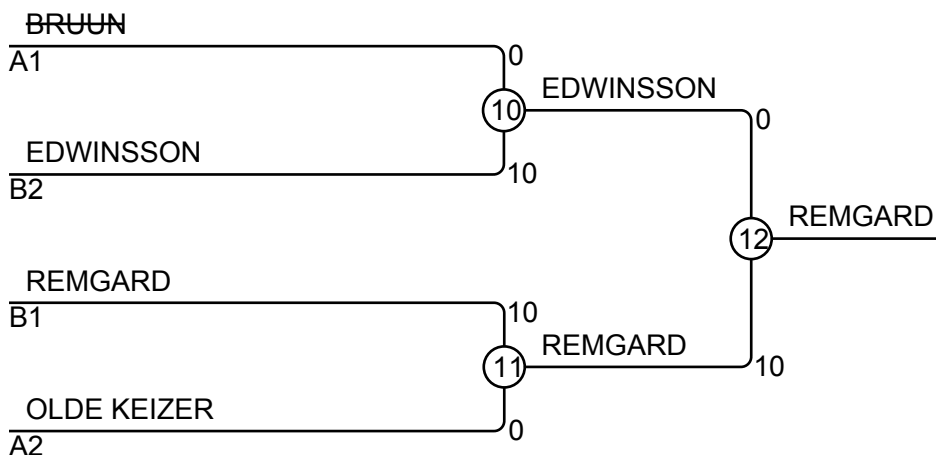 BRUUN
A1
0
10
EDWINSSON
0
EDWINSSON
B2
10
12
REMGARD
REMGARD
B1
10
11
REMGARD
10
OLDE KEIZER
A2
0